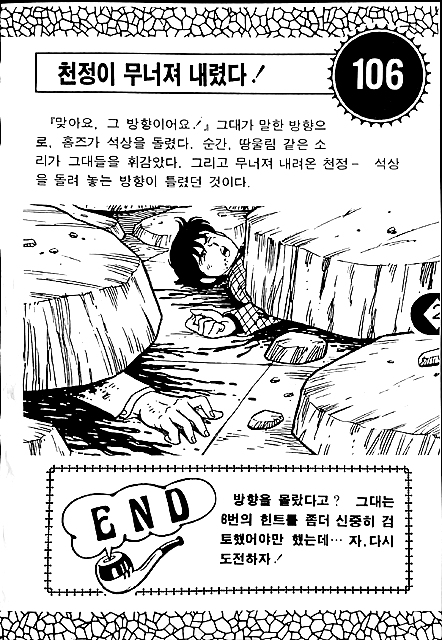 천정이 무너져 내렸다!
106
『맞아요, 그 방향이어요!』 그대가 말한 방향으
로, 홈즈가 석상을 돌렸다. 순간, 땅울림 같은 소
리가 그대들을 휘감았다. 그리고 무너져 내려온 천정— 석상
을 돌려 놓는 방향이 틀렸던 것이다.
END
방향을 몰랐다고? 그대는
8번의 힌트를 좀더 신중히 검
토했어야만 했는데… 자, 다시
도전하자!